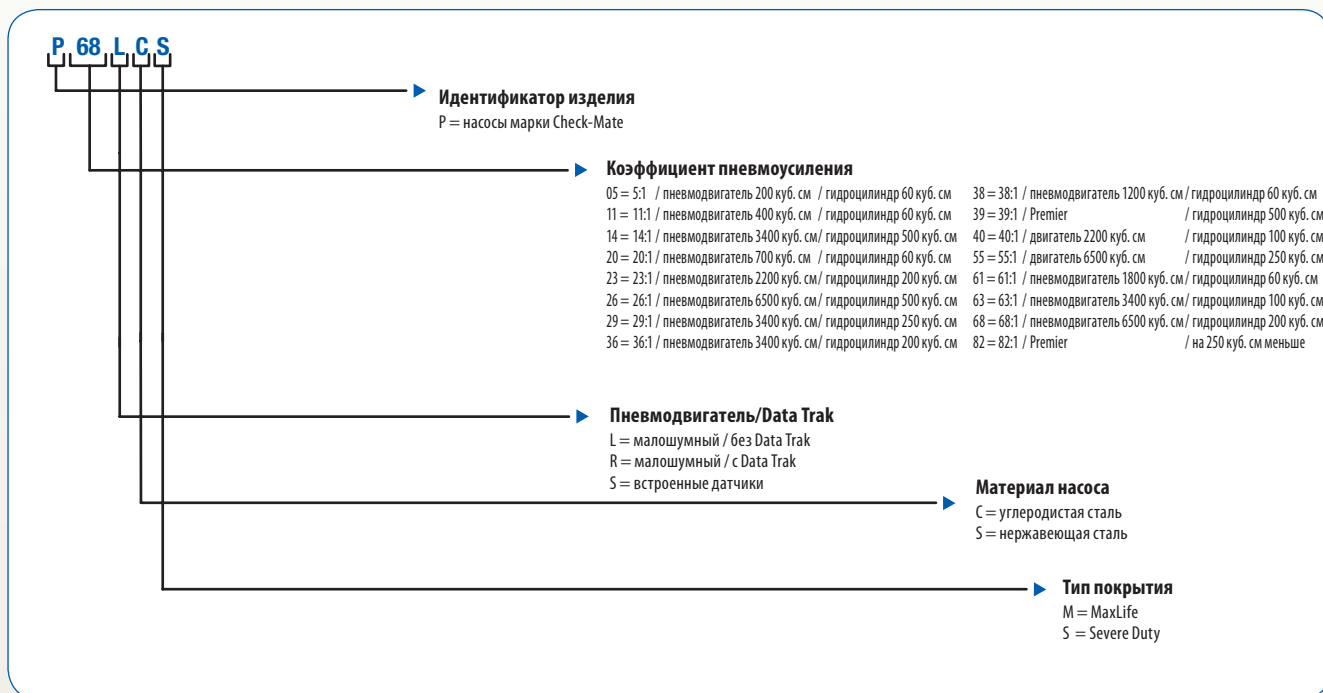 P 68 L C S
Идентификатор изделия
P = насосы марки Check-Mate
Коэффициент пневмоусиления
05 = 5:1 / пневмодвигатель 200 куб. см / гидроцилиндр 60 куб. см
11 = 11:1 / пневмодвигатель 400 куб. см / гидроцилиндр 60 куб. см
14 = 14:1 / пневмодвигатель 3400 куб. см/ гидроцилиндр 500 куб. см
20 = 20:1 / пневмодвигатель 700 куб. см / гидроцилиндр 60 куб. см
23 = 23:1 / пневмодвигатель 2200 куб. см/ гидроцилиндр 200 куб. см
26 = 26:1 / пневмодвигатель 6500 куб. см/ гидроцилиндр 500 куб. см
29 = 29:1 / пневмодвигатель 3400 куб. см/ гидроцилиндр 250 куб. см
36 = 36:1 / пневмодвигатель 3400 куб. см/ гидроцилиндр 200 куб. см
38 = 38:1 / пневмодвигатель 1200 куб. см/ гидроцилиндр 60 куб. см
39 = 39:1 / Premier / гидроцилиндр 500 куб. см
40 = 40:1 / двигатель 2200 куб. см / гидроцилиндр 100 куб. см
55 = 55:1 / двигатель 6500 куб. см / гидроцилиндр 250 куб. см
61 = 61:1 / пневмодвигатель 1800 куб. см/ гидроцилиндр 60 куб. см
63 = 63:1 / пневмодвигатель 3400 куб. см/ гидроцилиндр 100 куб. см
68 = 68:1 / пневмодвигатель 6500 куб. см/ гидроцилиндр 200 куб. см
82 = 82:1 / Premier / на 250 куб. см меньше
Пневмодвигатель/Data Trak
L = малошумный / без Data Trak
R = малошумный / с Data Trak
S = встроенные датчики
Материал насоса
C = углеродистая сталь
S = нержавеющая сталь
Тип покрытия
M = MaxLife
S = Severe Duty